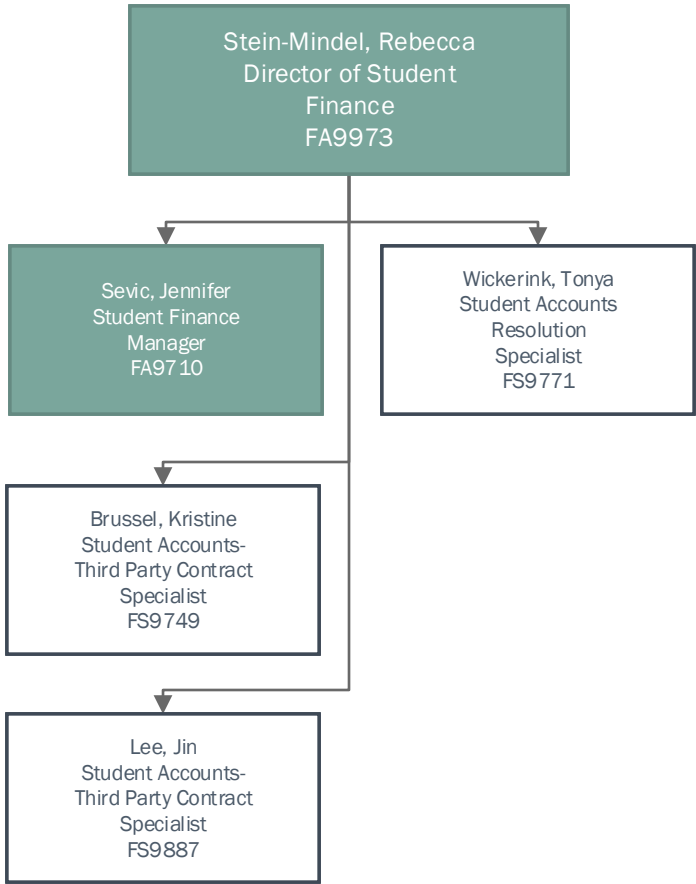 Stein-Mindel, Rebecca
Director of Student
Finance
FA9973
Sevic, Jennifer
Student Finance
Manager
FA9710
Wickerink, Tonya
Student Accounts
Resolution
Specialist
FS9771
Brussel, Kristine
Student Accounts-
Third Party Contract
Specialist
FS9749
Lee, Jin
Student Accounts-
Third Party Contract
Specialist
FS9887